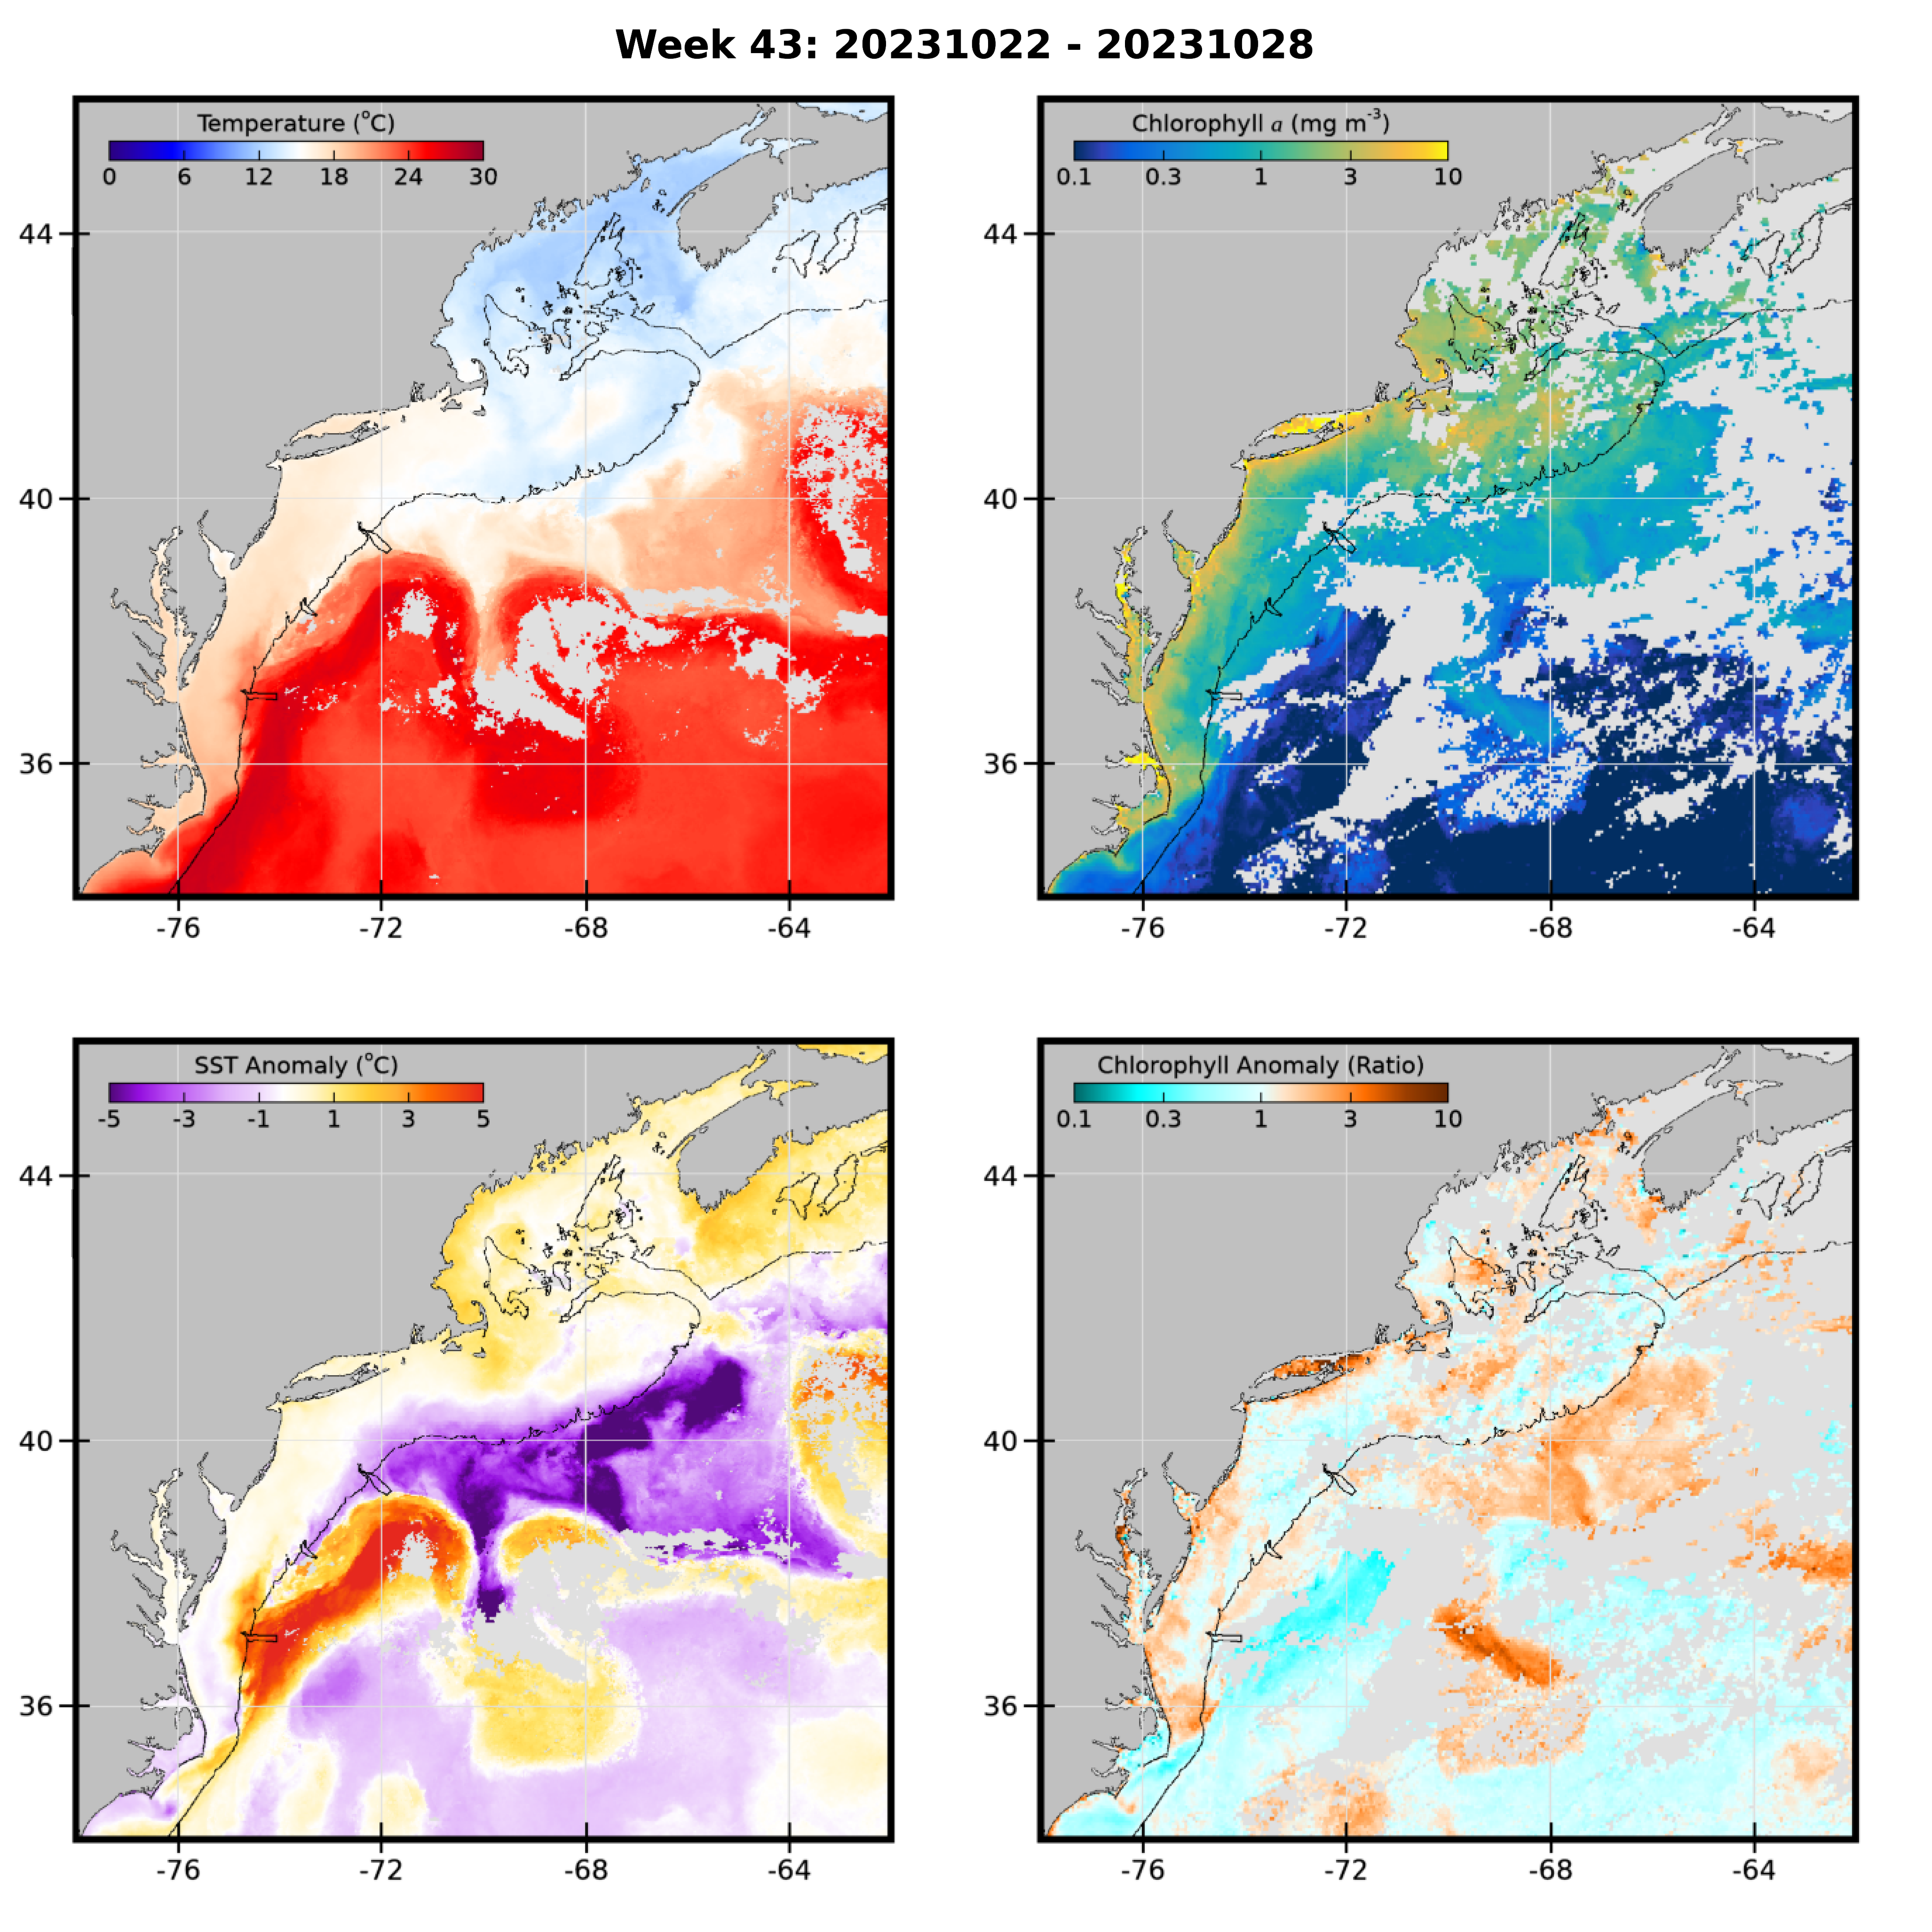 Week 43: 20231022 - 20231028
Temperature (°C)
0 6 12 18 24 30
44
40
36
-76 -72 -68 -64
Chlorophyll a (mg m⁻³)
0.1 0.3 1 3 10
44
40
36
-76 -72 -68 -64
SST Anomaly (°C)
-5 -3 -1 1 3 5
44
40
36
-76 -72 -68 -64
Chlorophyll Anomaly (Ratio)
0.1 0.3 1 3 10
44
40
36
-76 -72 -68 -64